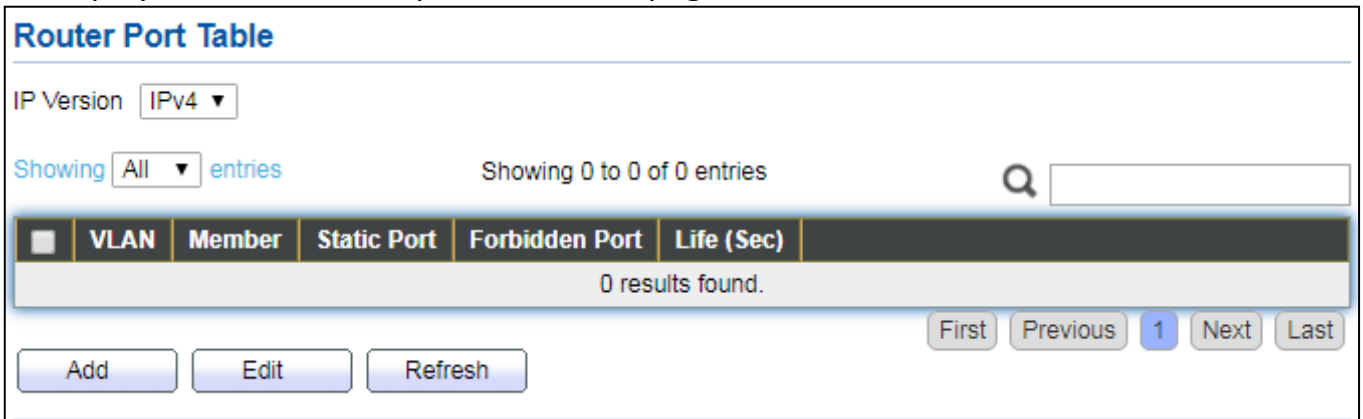 Router Port Table
IP Version IPv4
Showing All entries Showing 0 to 0 of 0 entries
VLAN Member Static Port Forbidden Port Life (Sec)
0 results found.
First Previous 1 Next Last
Add Edit Refresh